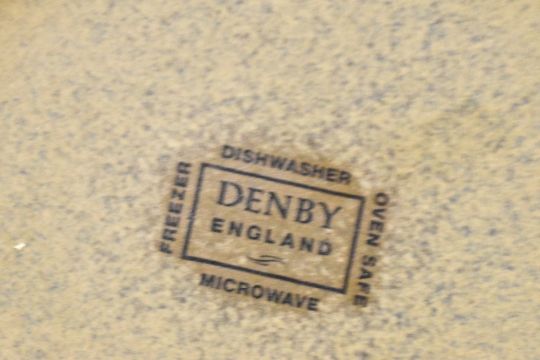 DISHWASHER
FREEZER
DENBY
ENGLAND
OVEN SAFE
MICROWAVE